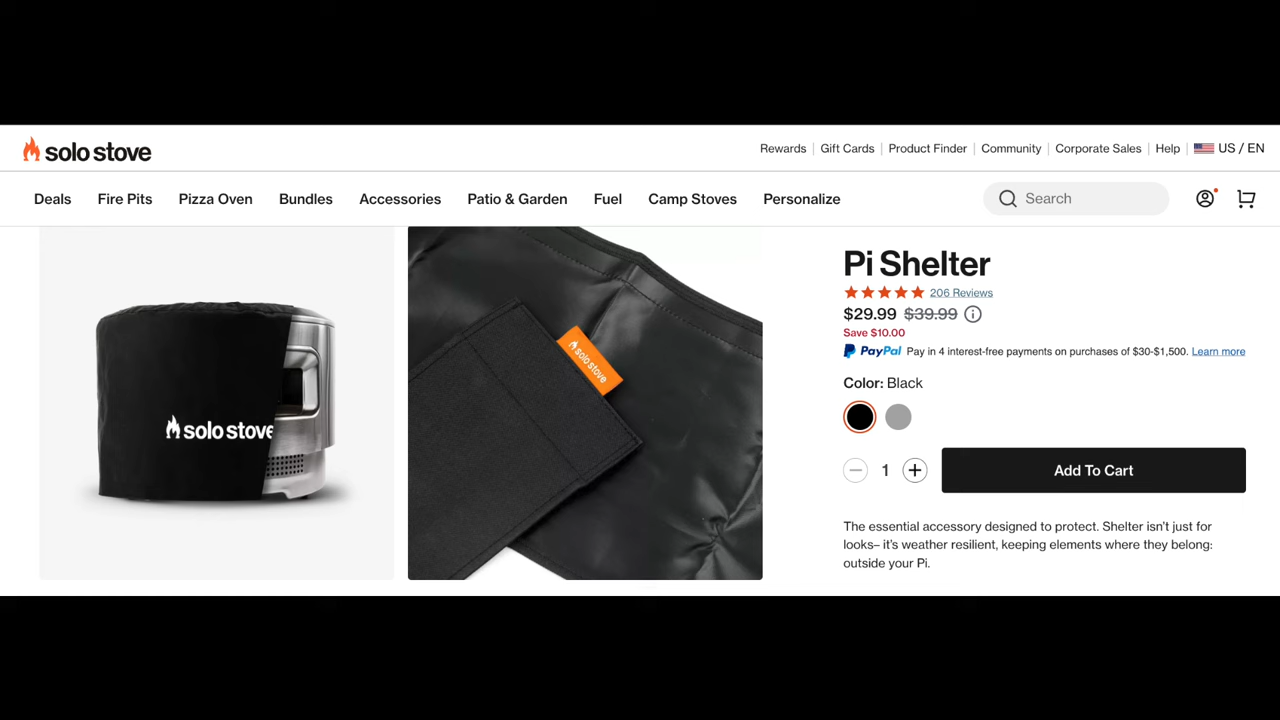 solo stove
Rewards
Gift Cards
Product Finder
Community
Corporate Sales
Help
US / EN
Deals
Fire Pits
Pizza Oven
Bundles
Accessories
Patio & Garden
Fuel
Camp Stoves
Personalize
Search
solo stove
solo stove
Pi Shelter
206 Reviews
$29.99 $39.99
Save $10.00
PayPal Pay in 4 interest-free payments on purchases of $30-$1,500. Learn more
Color: Black
1
Add To Cart
The essential accessory designed to protect. Shelter isn't just for
looks– it’s weather resilient, keeping elements where they belong:
outside your Pi.